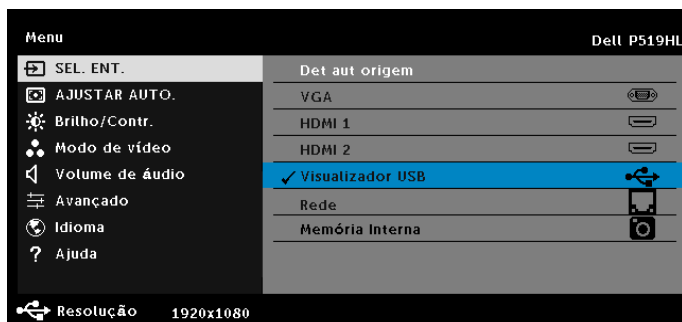 Menu
Dell P519HL
SEL. ENT.
AJUSTAR AUTO.
Brilho/Contr.
Modo de vídeo
Volume de áudio
Avançado
Idioma
? Ajuda
Det aut origem
VGA
HDMI 1
HDMI 2
✓ Visualizador USB
Rede
Memória Interna
Resolução 1920x1080